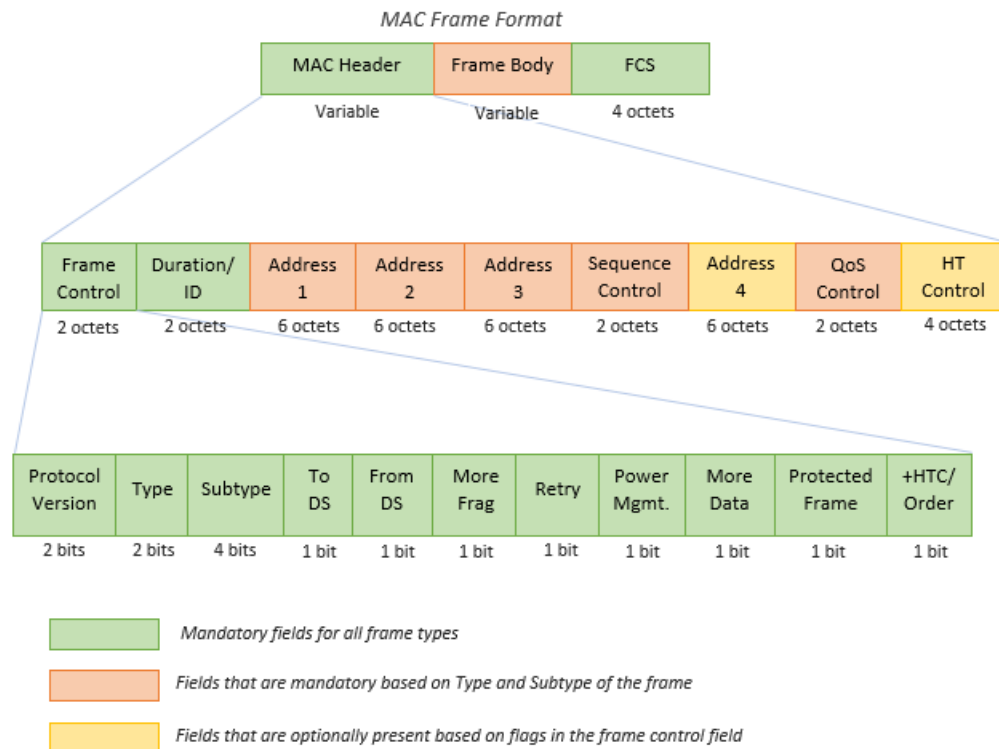 MAC Frame Format
MAC Header Frame Body FCS
Variable Variable 4 octets
Frame Duration/ Address Address Address Sequence Address QoS HT
Control ID 1 2 3 Control 4 Control Control
2 octets 2 octets 6 octets 6 octets 6 octets 2 octets 6 octets 2 octets 4 octets
Protocol Type Subtype To From More Retry Power More Protected +HTC/
Version DS DS Frag Mgmt. Data Frame Order
2 bits 2 bits 4 bits 1 bit 1 bit 1 bit 1 bit 1 bit 1 bit 1 bit 1 bit
Mandatory fields for all frame types
Fields that are mandatory based on Type and Subtype of the frame
Fields that are optionally present based on flags in the frame control field